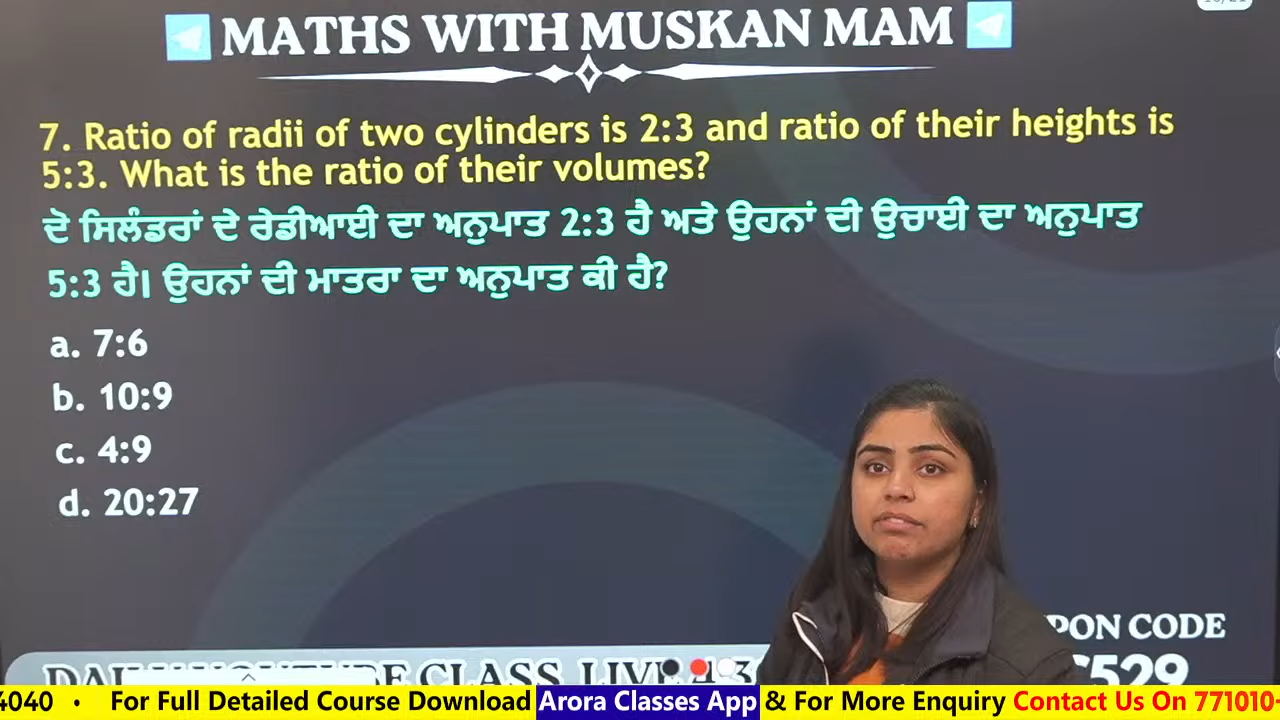 MATHS WITH MUSKAN MAM
7. Ratio of radii of two cylinders is 2:3 and ratio of their heights is
5:3. What is the ratio of their volumes?
ਦੋ ਸਿਲੰਡਰਾਂ ਦੇ ਰੇਡੀਆਈ ਦਾ ਅਨੁਪਾਤ 2:3 ਹੈ ਅਤੇ ਉਹਨਾਂ ਦੀ ਉਚਾਈ ਦਾ ਅਨੁਪਾਤ
5:3 ਹੈ। ਉਹਨਾਂ ਦੀ ਮਾਤਰਾ ਦਾ ਅਨੁਪਾਤ ਕੀ ਹੈ?
a. 7:6
b. 10:9
c. 4:9
d. 20:27
PON CODE
529
CLASS LIVE
4040 • For Full Detailed Course Download Arora Classes App & For More Enquiry Contact Us On 771010